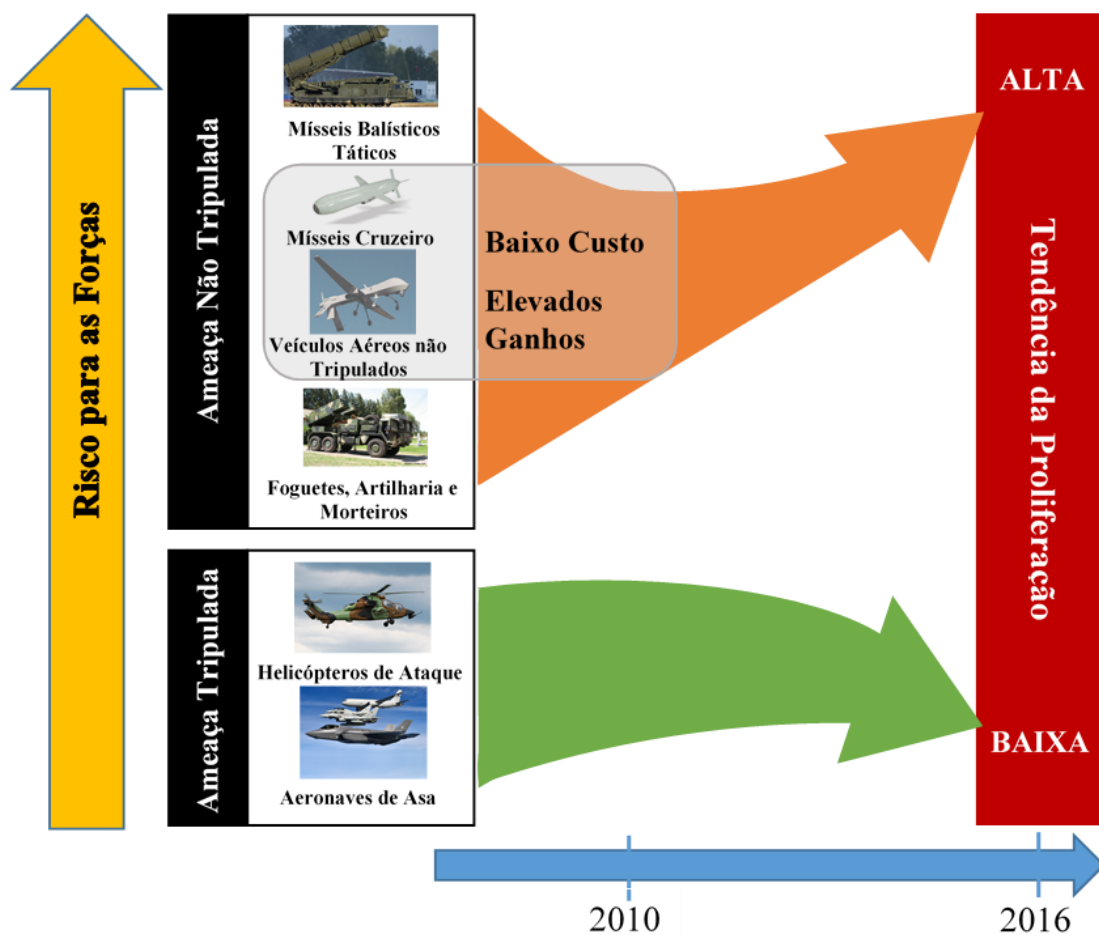 Risco para as Forças
Ameaça Não Tripulada
Mísseis Balísticos
Táticos
Mísseis Cruzeiro
Veículos Aéreos não
Tripulados
Foguetes, Artilharia e
Morteiros
Baixo Custo
Elevados
Ganhos
Ameaça Tripulada
Helicópteros de Ataque
Aeronaves de Asa
ALTA
Tendência da Proliferação
BAIXA
2010
2016